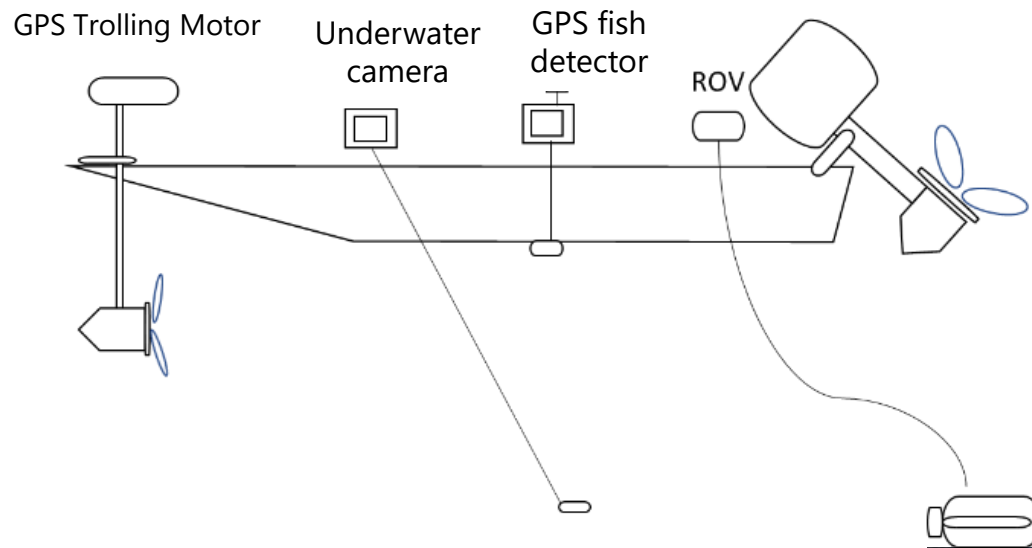 GPS Trolling Motor
Underwater
camera
GPS fish
detector
ROV